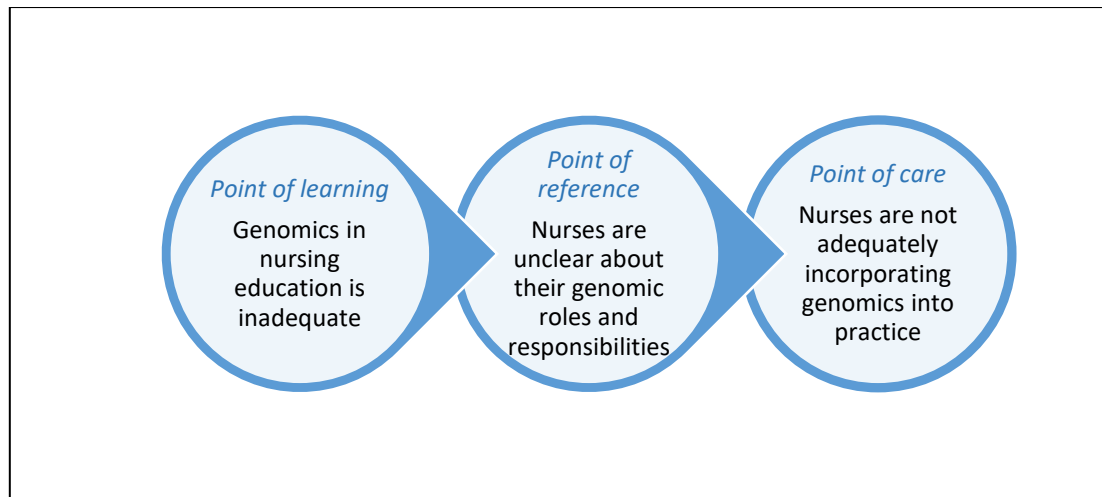 Point of learning
Genomics in
nursing
education is
inadequate
Point of
reference
Nurses are
unclear about
their genomic
roles and
responsibilities
Point of care
Nurses are not
adequately
incorporating
genomics into
practice